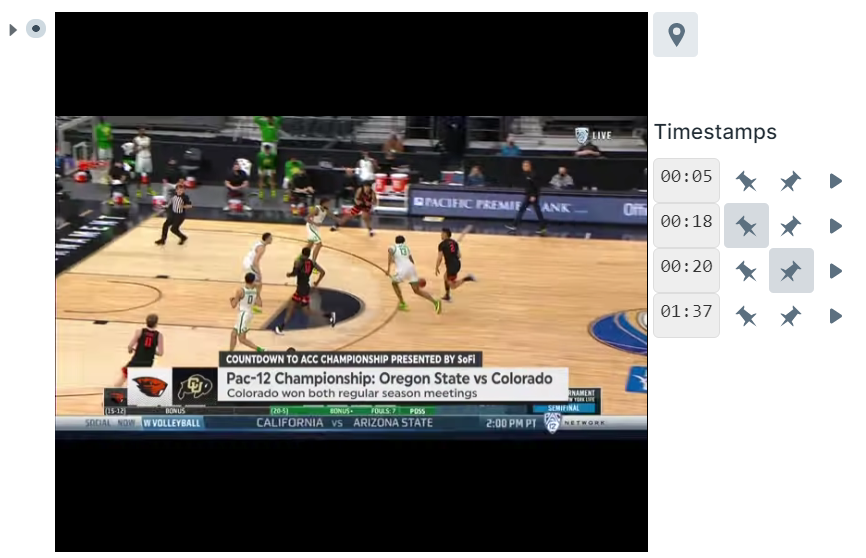 LIVE
PACIFIC PREMIER BANK
COUNTDOWN TO ACC CHAMPIONSHIP PRESENTED BY SoFi
Pac-12 Championship: Oregon State vs Colorado
Colorado won both regular season meetings
(15-12) BONUS (20-5) BONUS+ FOULS: 7 POSS
SEMIFINAL
SOCIAL NOW W VOLLEYBALL CALIFORNIA VS ARIZONA STATE 2:00 PM PT NETWORK
Timestamps
00:05
00:18
00:20
01:37